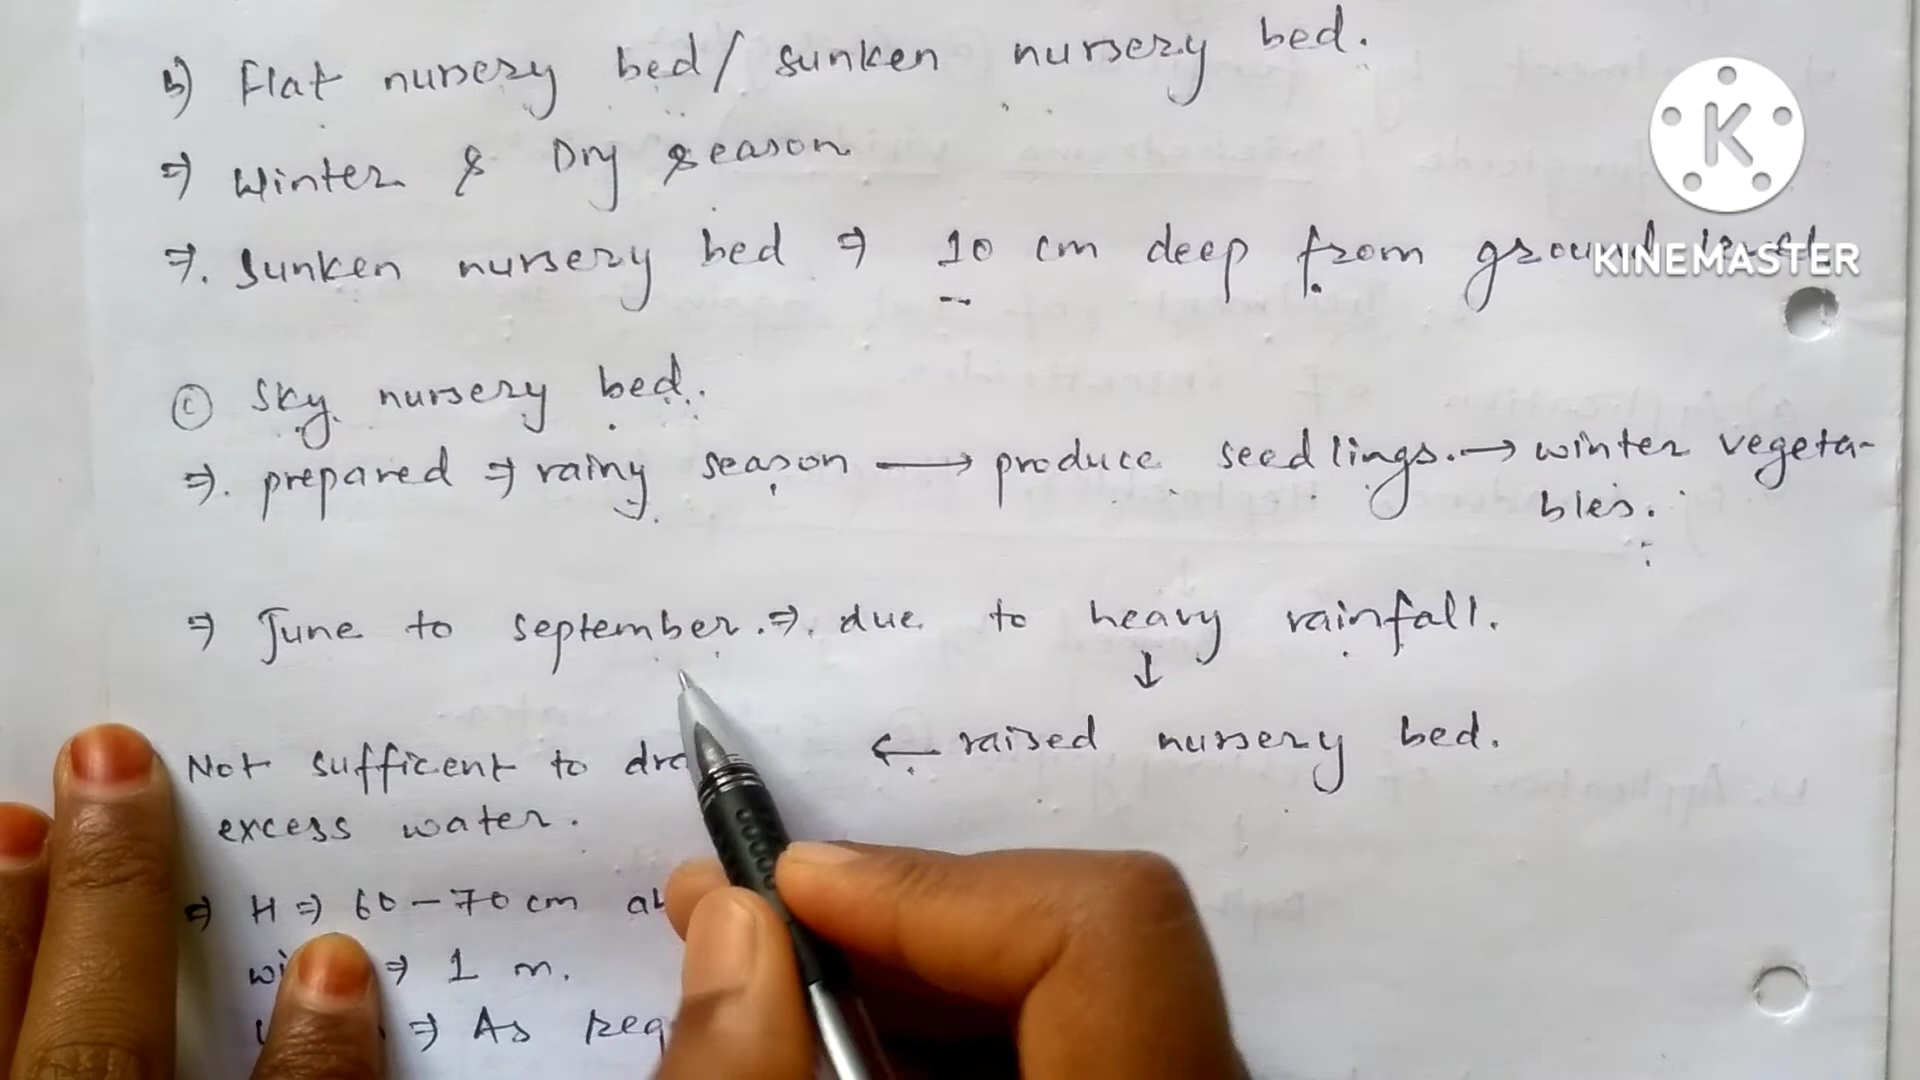 b) Flat nursery bed/ sunken nursery bed.
⇒ Winter & Dry season
⇒. Sunken nursery bed ⇒ 10 cm deep from ground level.
K
KINEMASTER
© Sky nursery bed.
⇒. prepared ⇒ rainy season → produce seedlings. → winter vegeta-
bles.
⇒ June to september. ⇒. due to heavy rainfall.
↓
Not sufficent to ← raised nursery bed.
excess water.
⇒ H ⇒ 60 - 70 cm
⇒ 1 m.
⇒ As